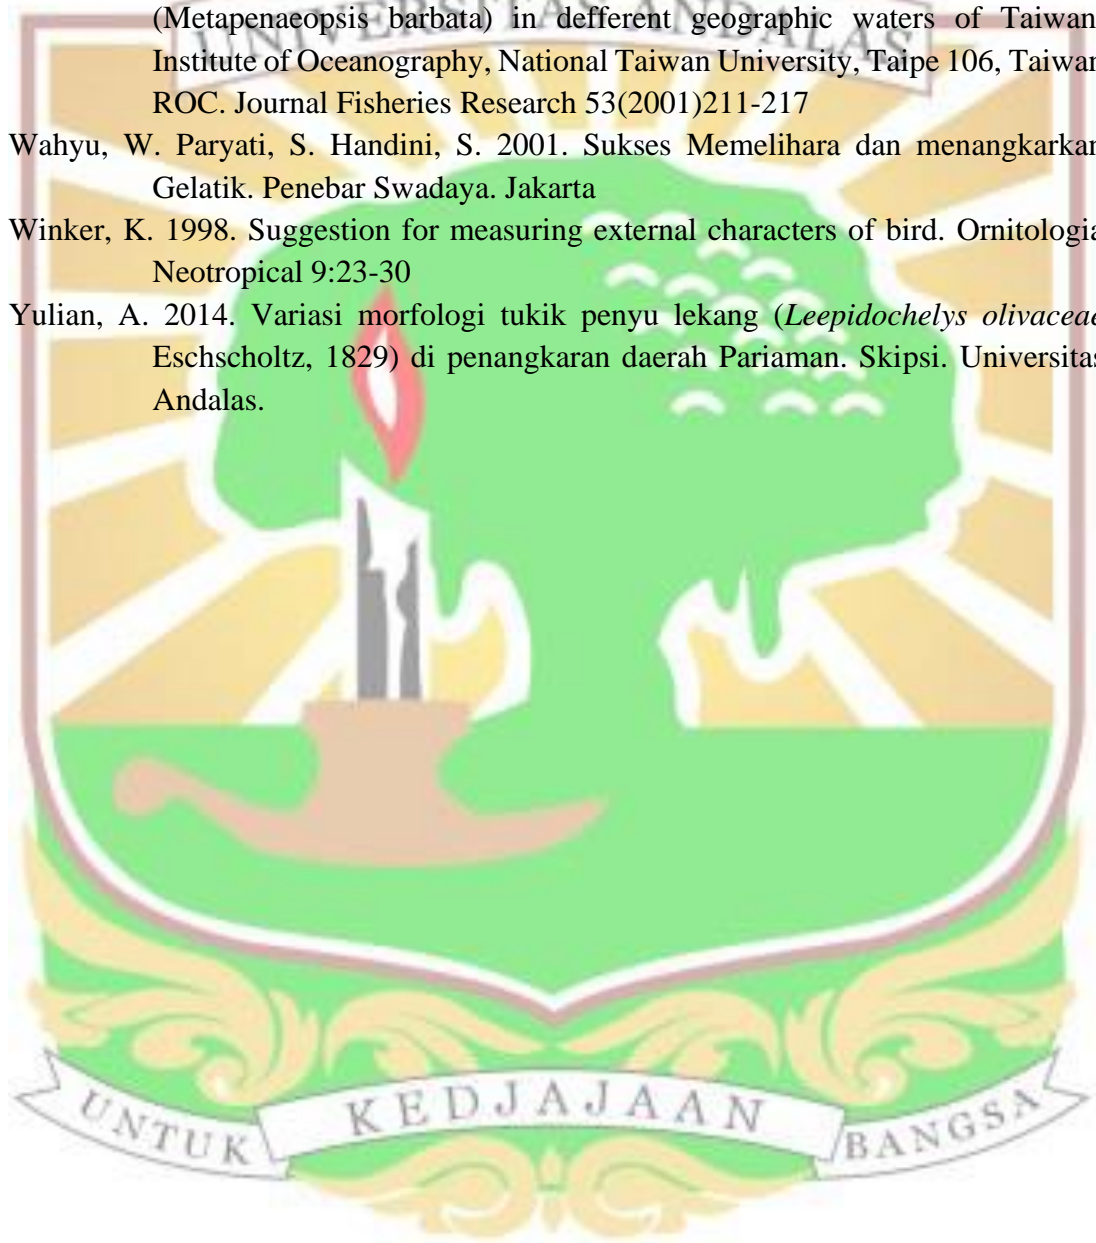 UNIVERSITAS ANDALAS
(Metapenaeopsis barbata) in defferent geographic waters of Taiwan
Institute of Oceanography, National Taiwan University, Taipe 106, Taiwan
ROC. Journal Fisheries Research 53(2001)211-217
Wahyu, W. Paryati, S. Handini, S. 2001. Sukses Memelihara dan menangkarkan
Gelatik. Penebar Swadaya. Jakarta
Winker, K. 1998. Suggestion for measuring external characters of bird. Ornitologia
Neotropical 9:23-30
Yulian, A. 2014. Variasi morfologi tukik penyu lekang (Leepidochelys olivaceae
Eschscholtz, 1829) di penangkaran daerah Pariaman. Skipsi. Universitas
Andalas.
UNTUK KEDJAJAAN BANGSA